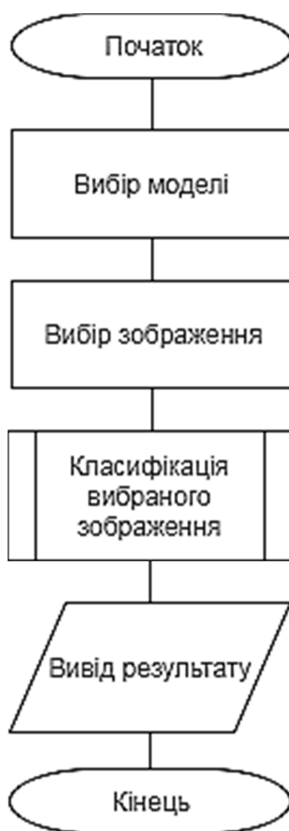 Початок
Вибір моделі
Вибір зображення
Класифікація
вибраного
зображення
Вивід результату
Кінець